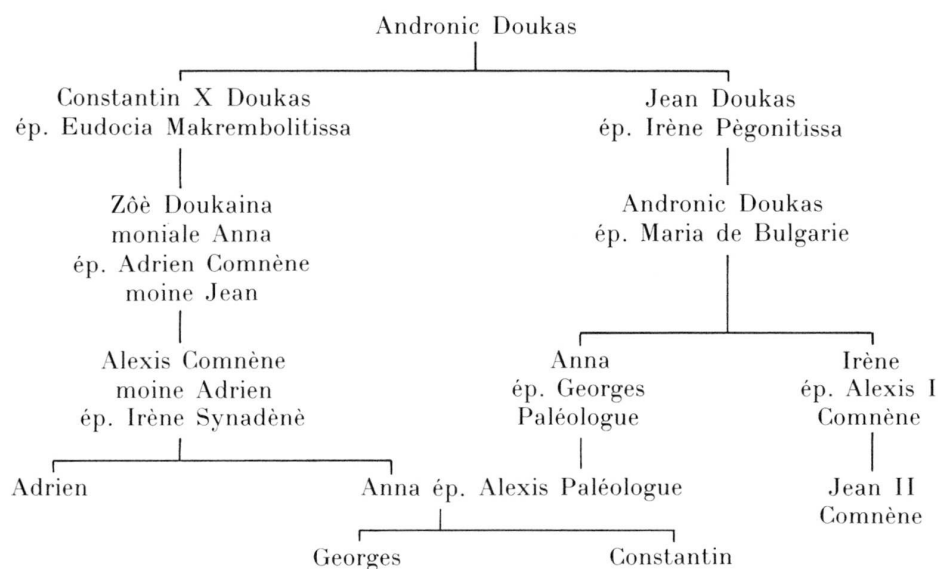 Andronic Doukas
Constantin X Doukas
ép. Eudocia Makrembolitissa
Jean Doukas
ép. Irène Pègonitissa
Zôè Doukaina
moniale Anna
ép. Adrien Comnène
moine Jean
Andronic Doukas
ép. Maria de Bulgarie
Alexis Comnène
moine Adrien
ép. Irène Synadènè
Anna
ép. Georges
Paléologue
Irène
ép. Alexis I
Comnène
Adrien
Anna ép. Alexis Paléologue
Jean II
Comnène
Georges
Constantin